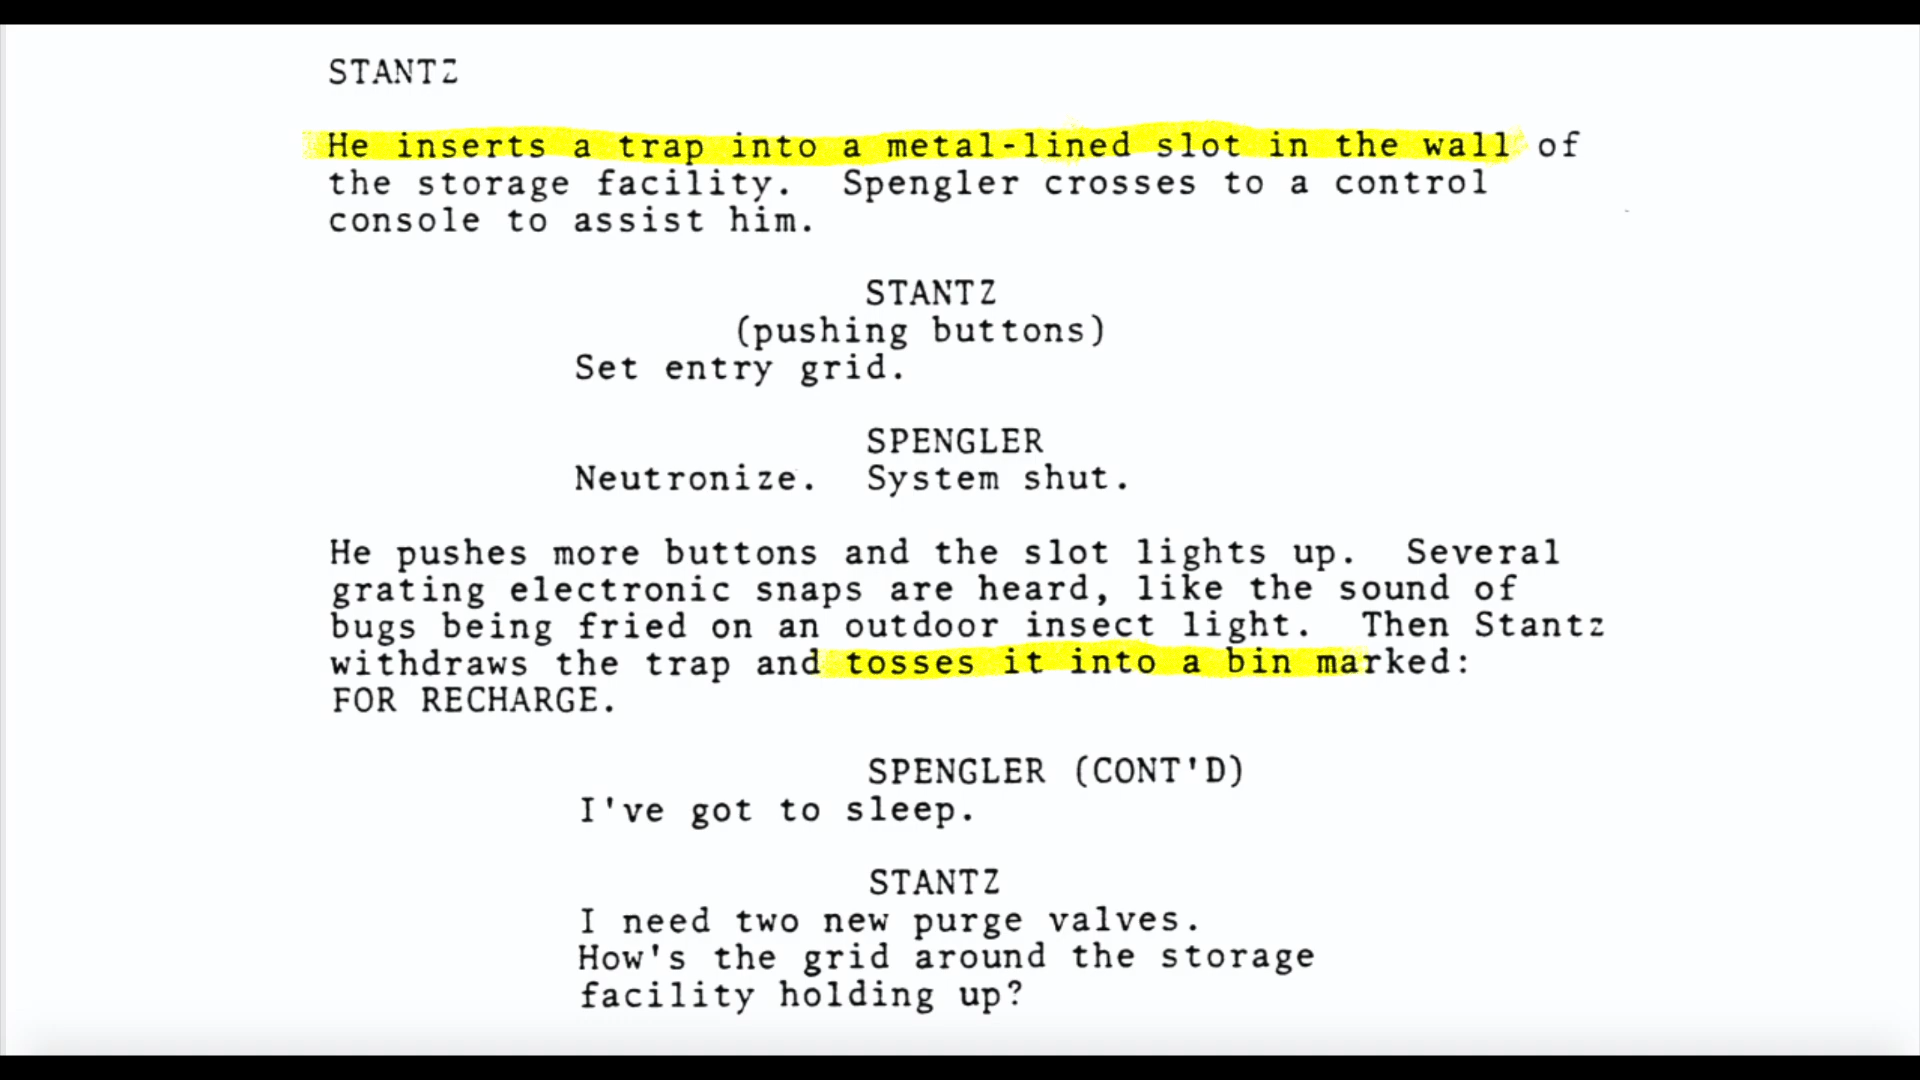 STANTZ
He inserts a trap into a metal-lined slot in the wall of
the storage facility.  Spengler crosses to a control
console to assist him.
STANTZ
(pushing buttons)
Set entry grid.
SPENGLER
Neutronize.  System shut.
He pushes more buttons and the slot lights up.  Several
grating electronic snaps are heard, like the sound of
bugs being fried on an outdoor insect light.  Then Stantz
withdraws the trap and tosses it into a bin marked:
FOR RECHARGE.
SPENGLER (CONT'D)
I've got to sleep.
STANTZ
I need two new purge valves.
How's the grid around the storage
facility holding up?